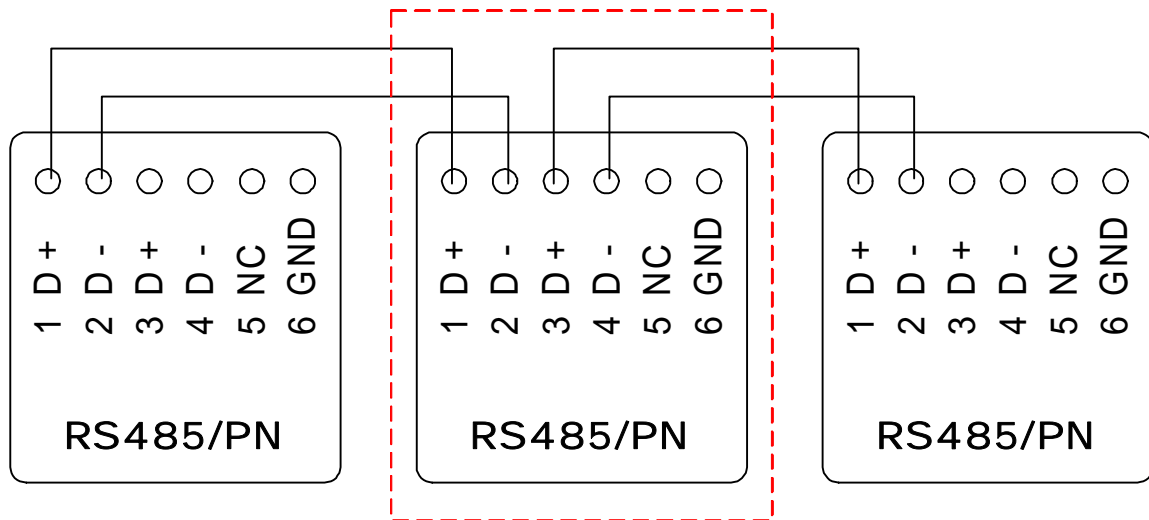 1 D+
2 D-
3 D+
4 D-
5 NC
6 GND
RS485/PN
1 D+
2 D-
3 D+
4 D-
5 NC
6 GND
RS485/PN
1 D+
2 D-
3 D+
4 D-
5 NC
6 GND
RS485/PN